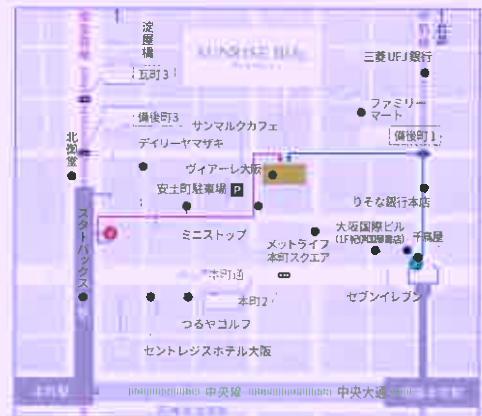 淀屋橋
三菱UFJ銀行
瓦町3
ファミリー
マート
備後町3
サンマルクカフェ
備後町1
北御堂
デイリーヤマザキ
ヴィアーレ大阪
安土町駐車場 P
りそな銀行本店
スターバックス
ミニストップ
メットライフ
本町スクエア
大阪国際ビル
千鳥屋
本町通
本町2
セブンイレブン
つるやゴルフ
セントレジスホテル大阪
中央線
中央大通